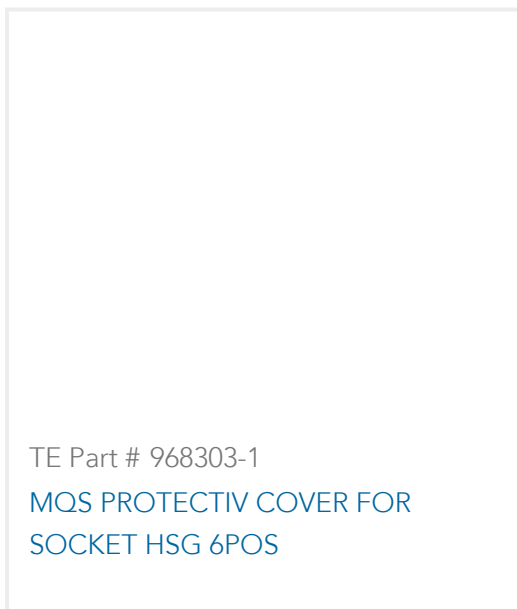 TE Part # 968303-1
MQS PROTECTIV COVER FOR
SOCKET HSG 6POS